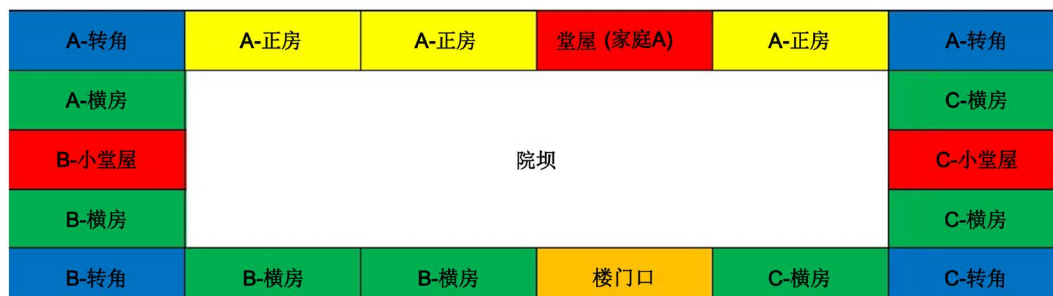 A-转角 A-正房 A-正房 堂屋 (家庭A) A-正房 A-转角
A-横房 C-横房
B-小堂屋 院坝 C-小堂屋
B-横房 C-横房
B-转角 B-横房 B-横房 楼门口 C-横房 C-转角